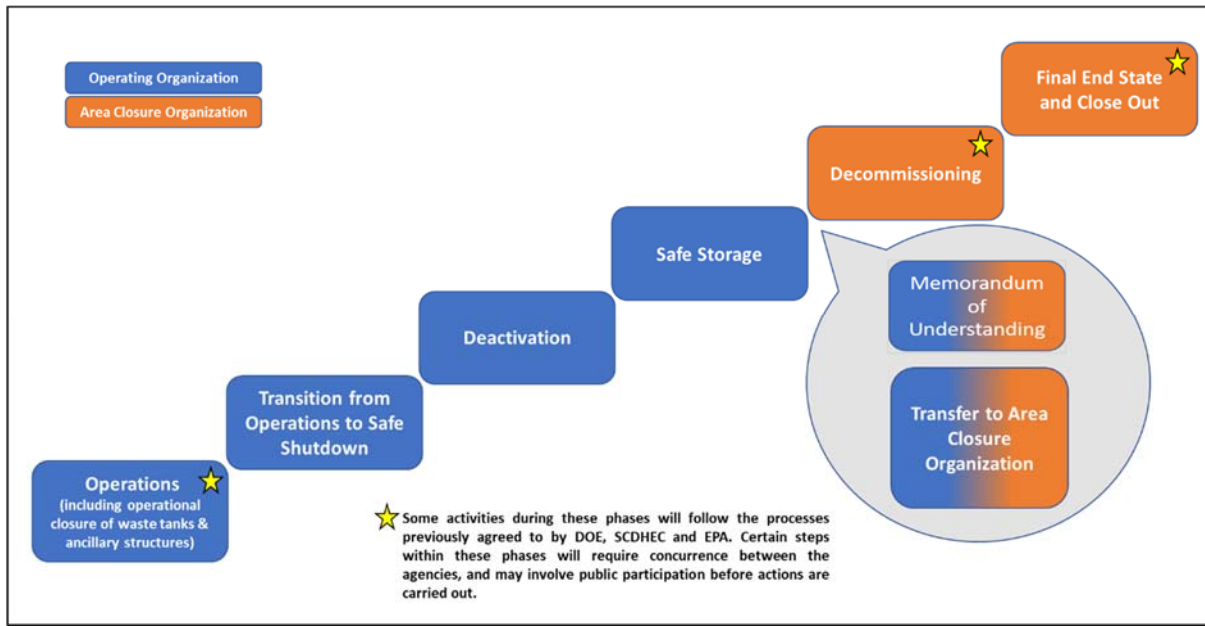 Operating Organization
Area Closure Organization
Final End State
and Close Out
Decommissioning
Safe Storage
Memorandum
of
Understanding
Deactivation
Transition from
Operations to Safe
Shutdown
Transfer to Area
Closure
Organization
Operations
(including operational
closure of waste tanks &
ancillary structures)
Some activities during these phases will follow the processes
previously agreed to by DOE, SCDHEC and EPA. Certain steps
within these phases will require concurrence between the
agencies, and may involve public participation before actions are
carried out.